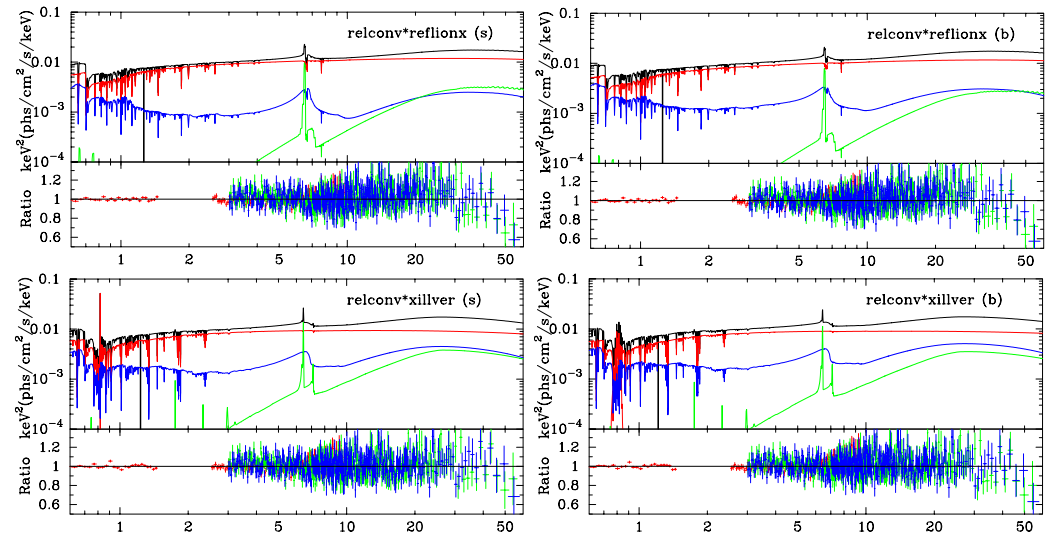 relconv*reflionx (s)
keV²(phs/cm²/s/keV)
0.1
0.01
10⁻³
10⁻⁴
Ratio
1.2
1
0.8
0.6
1 2 5 10 20 50
relconv*reflionx (b)
keV²(phs/cm²/s/keV)
0.1
0.01
10⁻³
10⁻⁴
Ratio
1.2
1
0.8
0.6
1 2 5 10 20 50
relconv*xillver (s)
keV²(phs/cm²/s/keV)
0.1
0.01
10⁻³
10⁻⁴
Ratio
1.2
1
0.8
0.6
1 2 5 10 20 50
relconv*xillver (b)
keV²(phs/cm²/s/keV)
0.1
0.01
10⁻³
10⁻⁴
Ratio
1.2
1
0.8
0.6
1 2 5 10 20 50